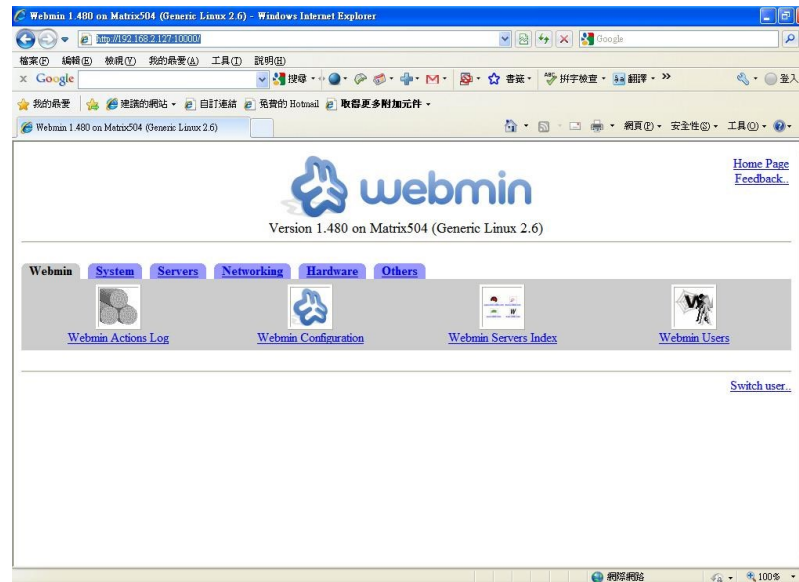 Webmin 1.480 on Matrix504 (Generic Linux 2.6) - Windows Internet Explorer
http://192.168.2.127:10000/
Google
檔案(F) 編輯(E) 檢視(V) 我的最愛(A) 工具(T) 說明(H)
x Google 搜尋 書籤 拼字檢查 翻譯 » 登入
我的最愛 建議的網站 自訂連結 免費的 Hotmail 取得更多附加元件
Webmin 1.480 on Matrix504 (Generic Linux 2.6) 網頁(P) 安全性(S) 工具(O)
webmin
Home Page
Feedback..
Version 1.480 on Matrix504 (Generic Linux 2.6)
Webmin System Servers Networking Hardware Others
Webmin Actions Log Webmin Configuration Webmin Servers Index Webmin Users
Switch user..
網際網路 100%